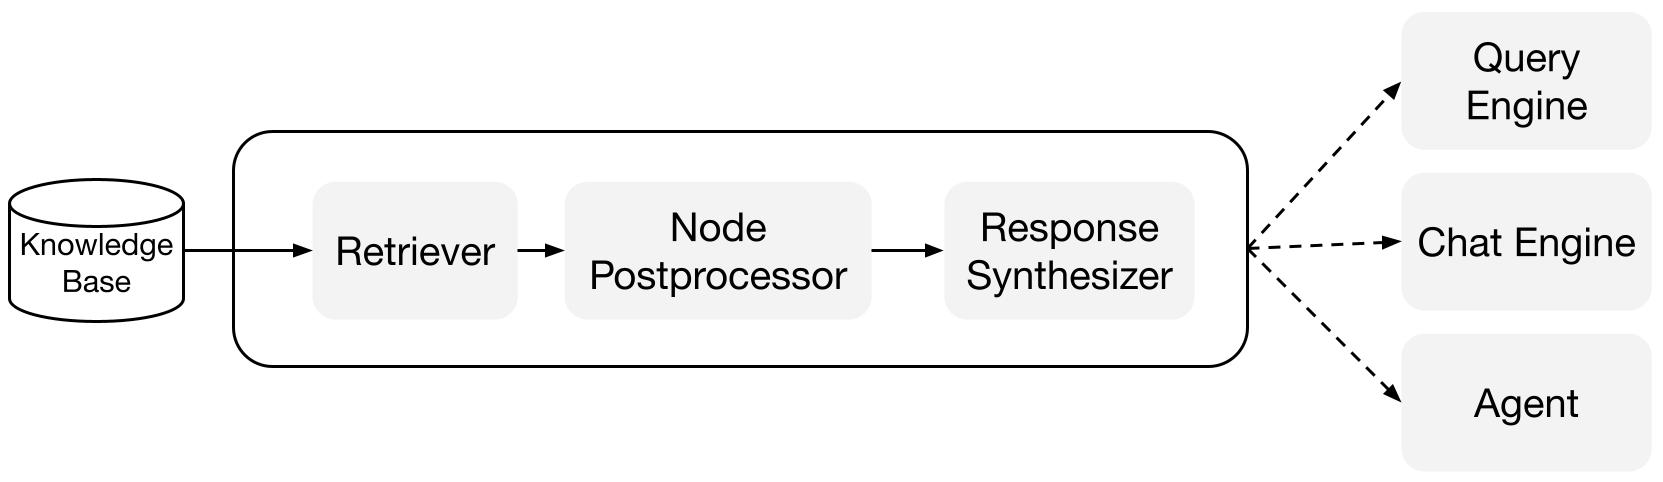 Knowledge
Base
Retriever
Node
Postprocessor
Response
Synthesizer
Query
Engine
Chat Engine
Agent